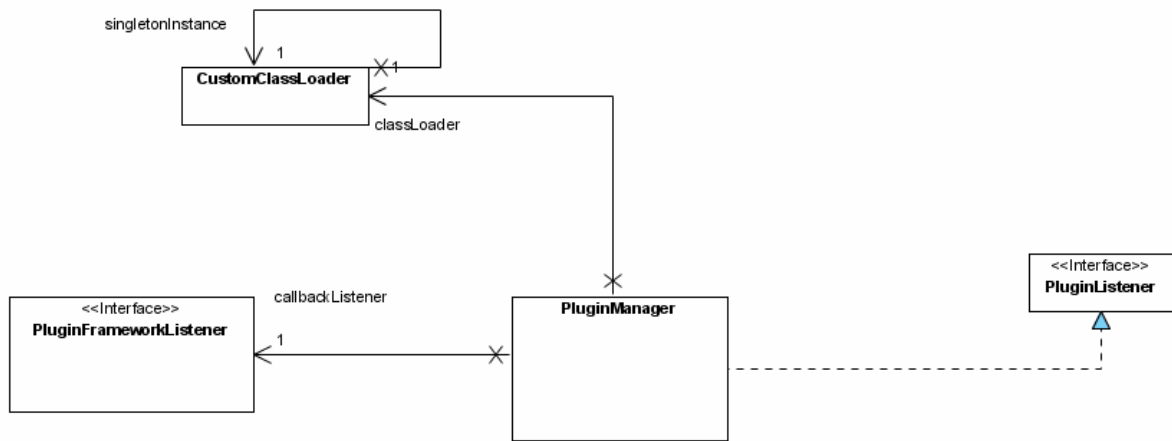 singletonInstance
1
1
CustomClassLoader
classLoader
<<Interface>>
PluginListener
callbackListener
<<Interface>>
PluginFrameworkListener
PluginManager
1